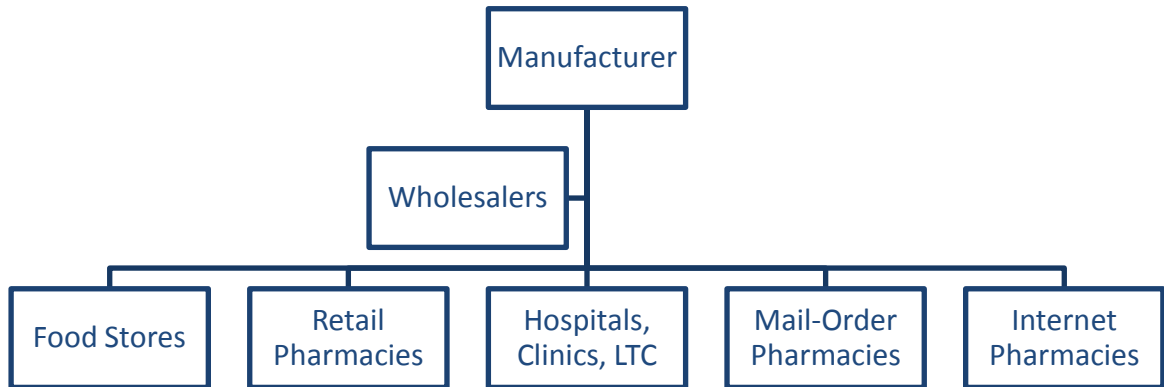 Manufacturer
Wholesalers
Food Stores
Retail
Pharmacies
Hospitals,
Clinics, LTC
Mail-Order
Pharmacies
Internet
Pharmacies